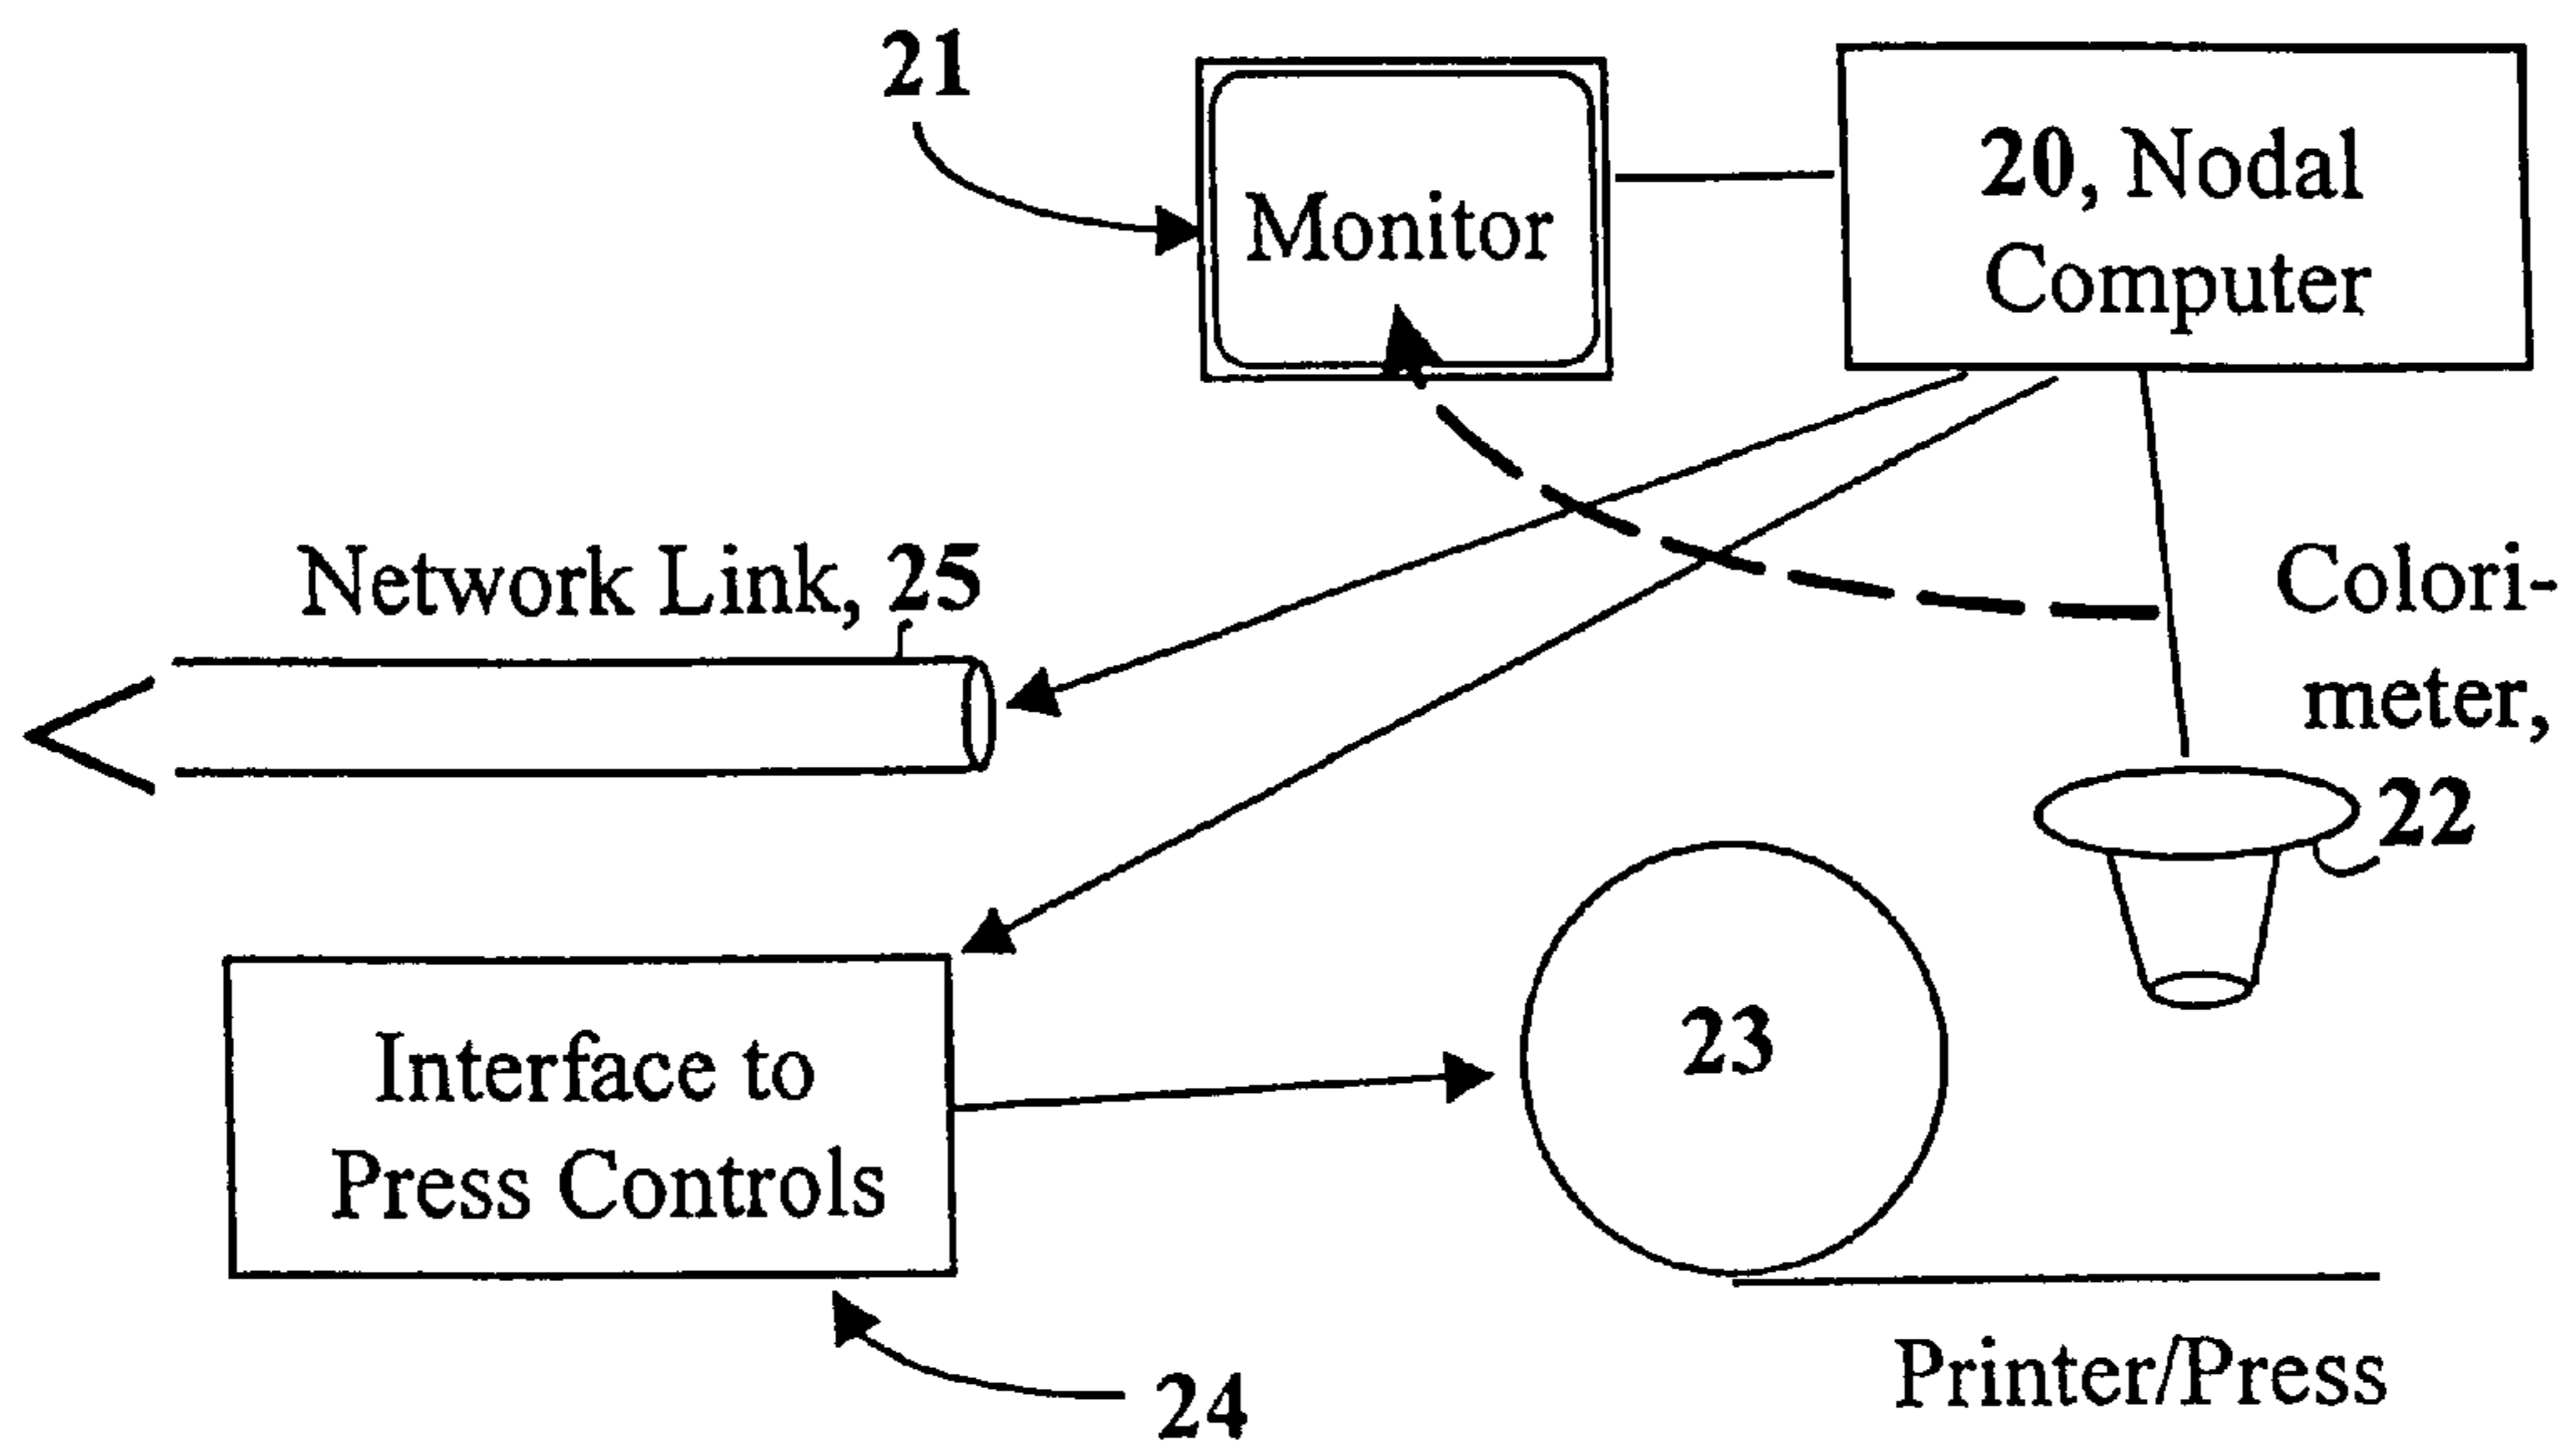 21
Monitor
20, Nodal
Computer
Network Link, 25
Colori-
meter,
22
23
Interface to
Press Controls
24
Printer/Press